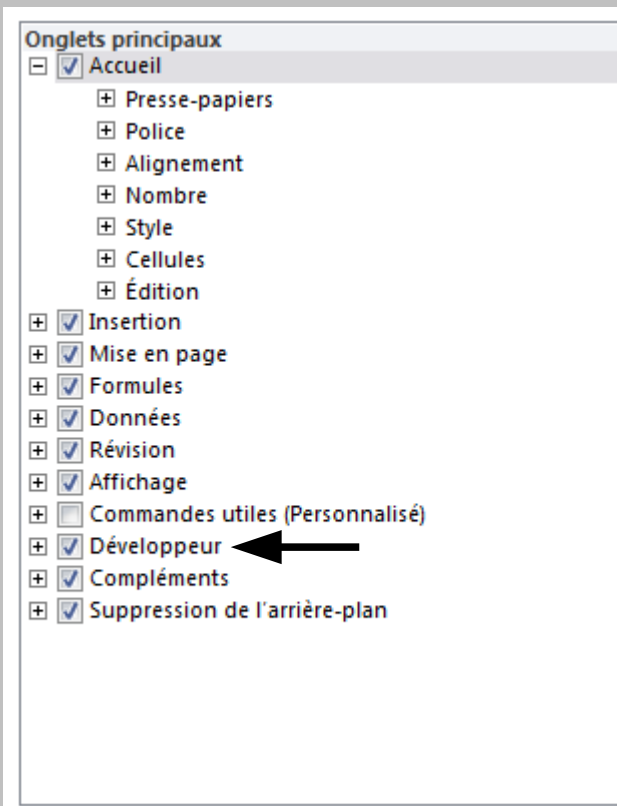 Onglets principaux
Accueil
Presse-papiers
Police
Alignement
Nombre
Style
Cellules
Édition
Insertion
Mise en page
Formules
Données
Révision
Affichage
Commandes utiles (Personnalisé)
Développeur
Compléments
Suppression de l'arrière-plan